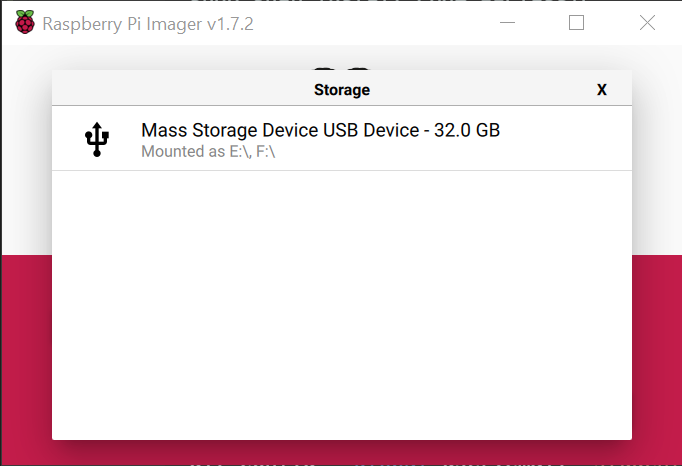 Raspberry Pi Imager v1.7.2
Storage
X
Mass Storage Device USB Device - 32.0 GB
Mounted as E:\, F:\